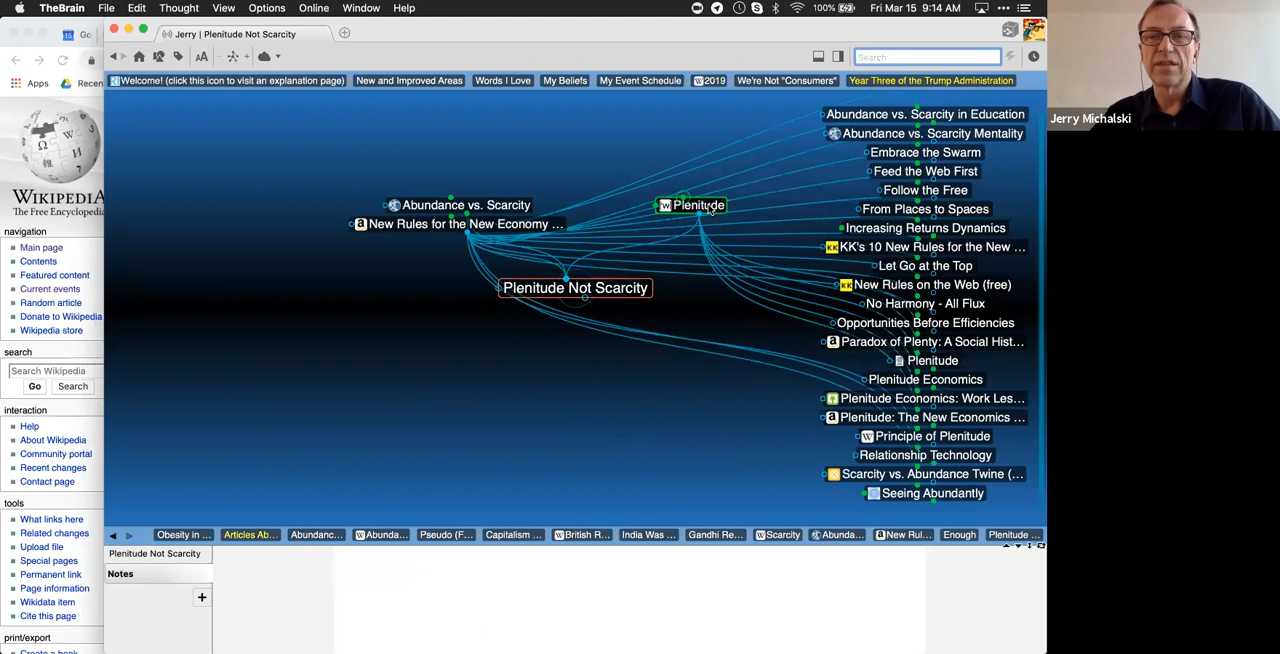 TheBrain File Edit Thought View Options Online Window Help 100% Fri Mar 15 9:14 AM
Jerry | Plenitude Not Scarcity
Apps
Recen
Search
Welcome! (click this icon to visit an explanation page) New and Improved Areas Words I Love My Beliefs My Event Schedule 2019 We're Not "Consumers" Year Three of the Trump Administration
WIKIPEDIA
The Free Encyclopedia
navigation
Main page
Contents
Featured content
Current events
Random article
Donate to Wikipedia
Wikipedia store
search
Search Wikipedia
Go Search
interaction
Help
About Wikipedia
Community portal
Recent changes
Contact page
tools
What links here
Related changes
Upload file
Special pages
Permanent link
Page information
Wikidata item
Cite this page
print/export
Create a book
Abundance vs. Scarcity
New Rules for the New Economy ...
Plenitude
Plenitude Not Scarcity
Abundance vs. Scarcity in Education
Abundance vs. Scarcity Mentality
Embrace the Swarm
Feed the Web First
Follow the Free
From Places to Spaces
Increasing Returns Dynamics
KK KK's 10 New Rules for the New ...
Let Go at the Top
KK New Rules on the Web (free)
No Harmony - All Flux
Opportunities Before Efficiencies
a Paradox of Plenty: A Social Hist...
Plenitude
Plenitude Economics
Plenitude Economics: Work Les...
a Plenitude: The New Economics ...
W Principle of Plenitude
Relationship Technology
Scarcity vs. Abundance Twine (...
Seeing Abundantly
Obesity in ... Articles Ab... Abundanc... Abunda... Pseudo (F... Capitalism ... British R... India Was ... Gandhi Re... Scarcity Abunda... New Rul... Enough Plenitude ...
Plenitude Not Scarcity
Notes
Jerry Michalski